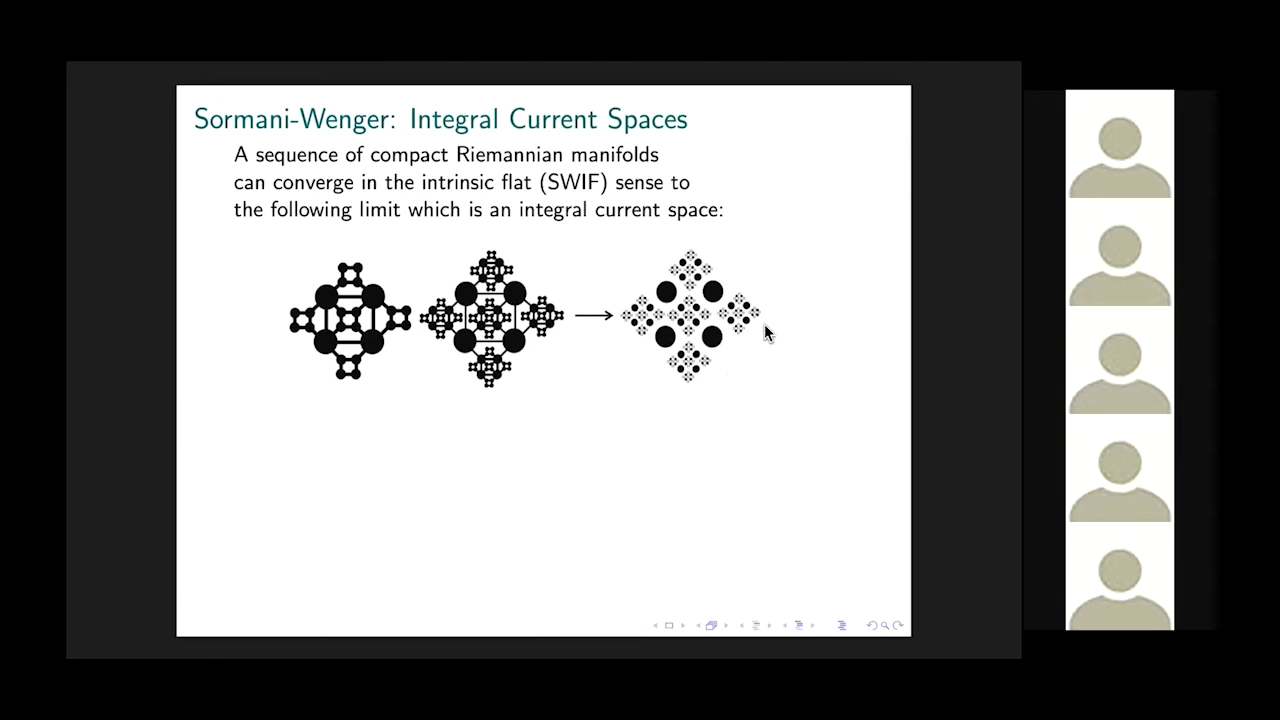 Sormani-Wenger: Integral Current Spaces
A sequence of compact Riemannian manifolds
can converge in the intrinsic flat (SWIF) sense to
the following limit which is an integral current space: